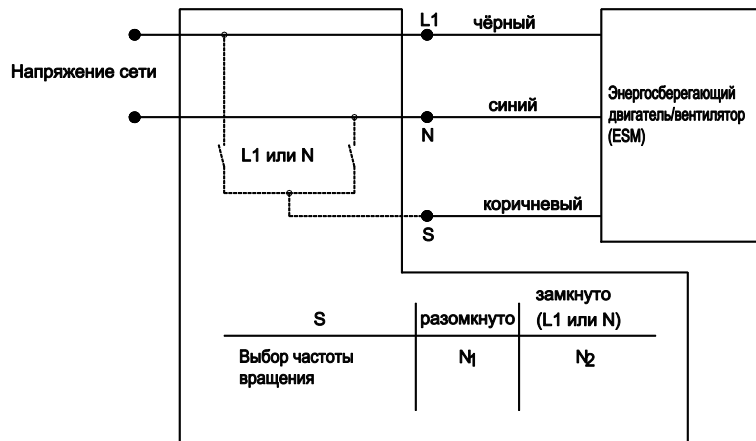 L1
чёрный
Напряжение сети
Энергосберегающий
двигатель/вентилятор
(ESM)
синий
N
L1 или N
коричневый
S
S
разомкнуто
замкнуто
(L1 или N)
Выбор частоты
вращения
N1
N2